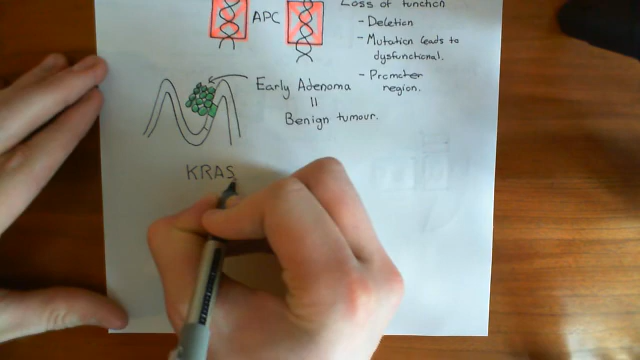 Loss of function
APC
- Deletion
- Mutation leads to
dysfunctional.
- Promoter
region.
Early Adenoma
=
Benign tumour.
KRAS